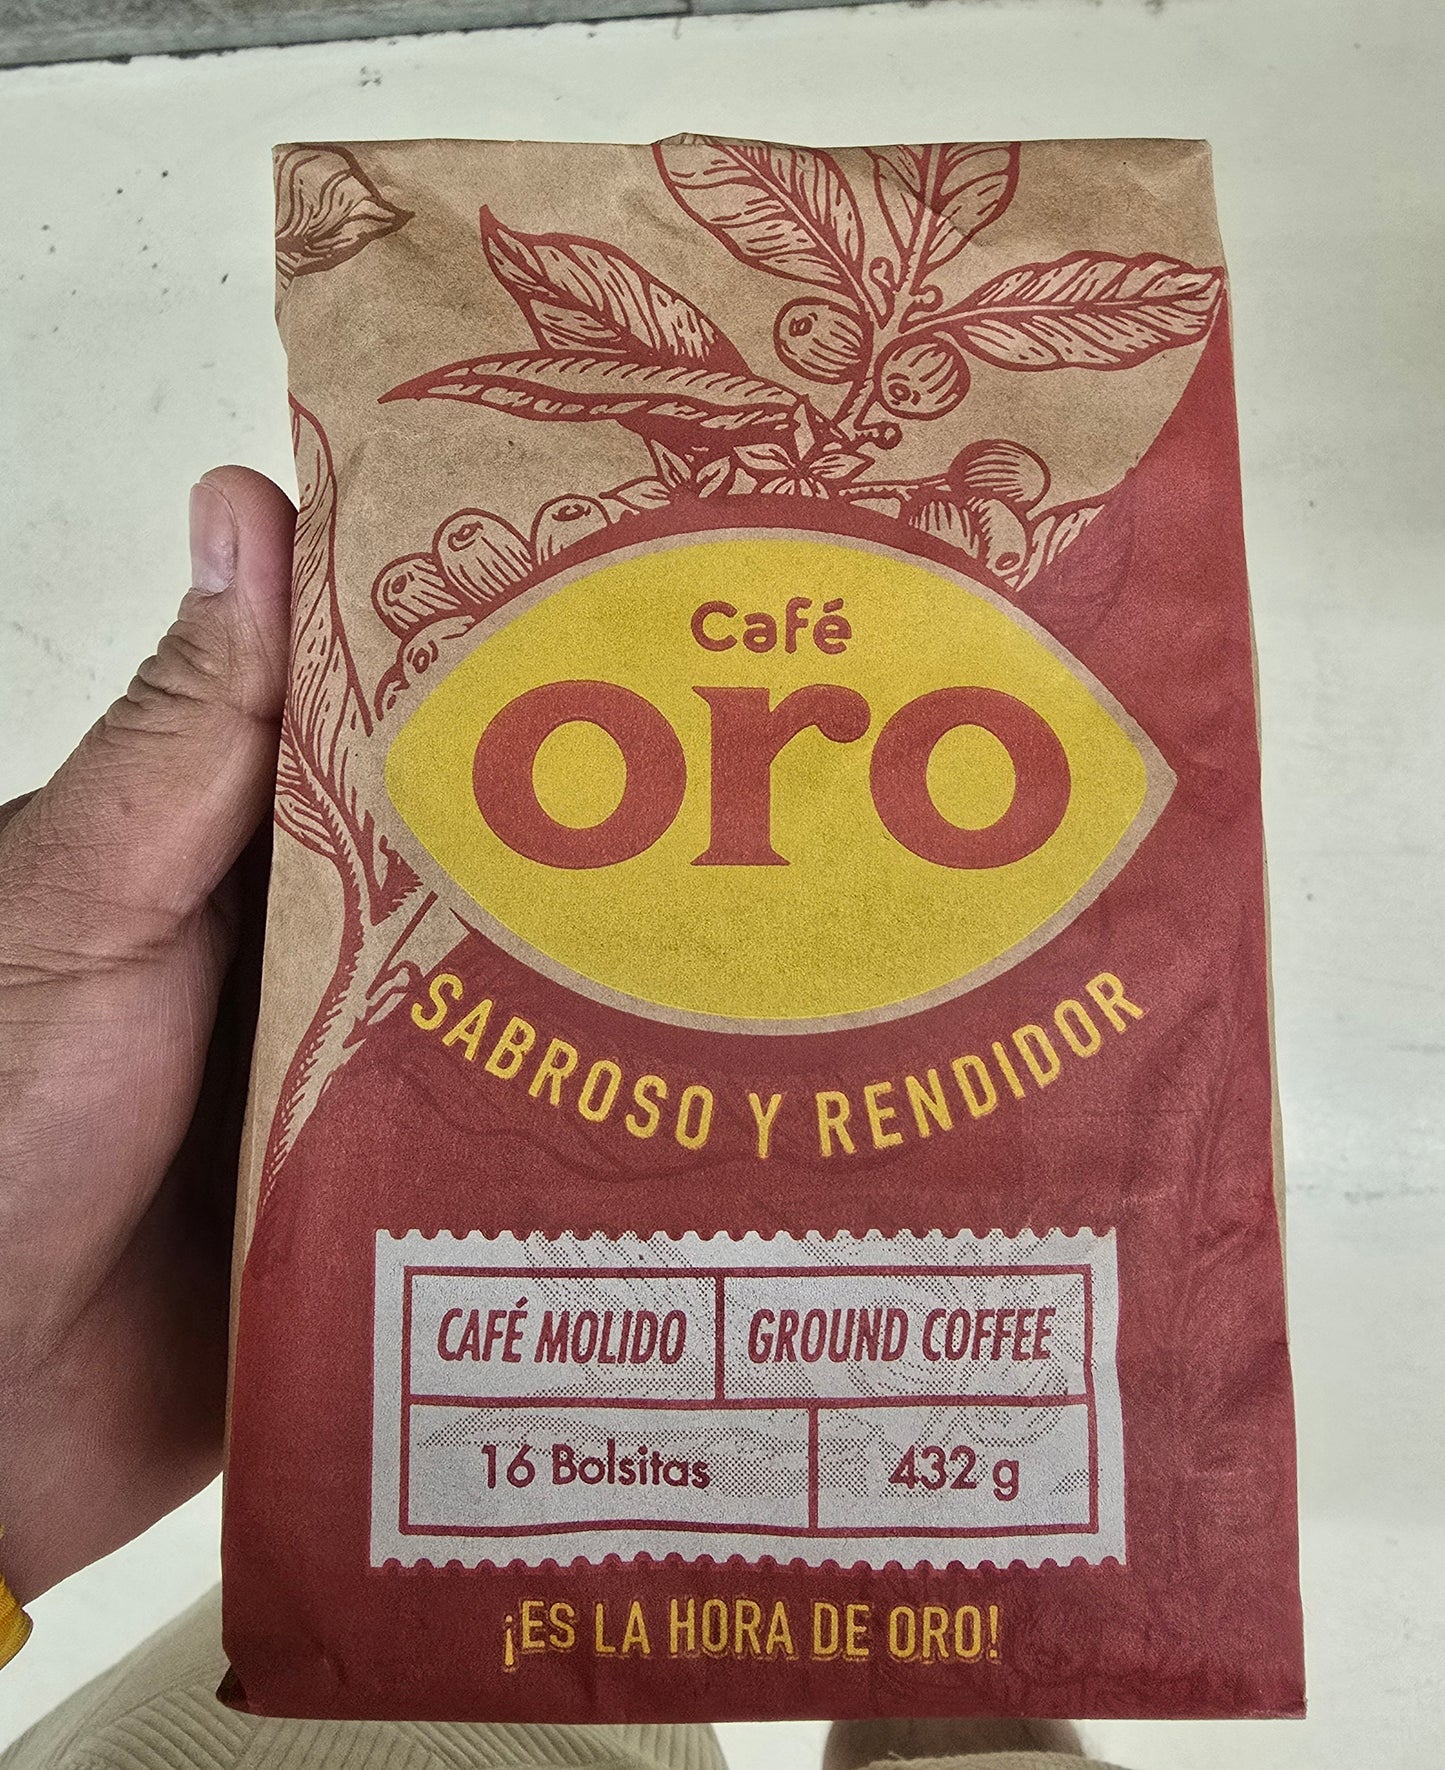 Café
oro
SABROSO Y RENDIDOR
CAFÉ MOLIDO
GROUND COFFEE
16 Bolsitas
432 g
¡ES LA HORA DE ORO!